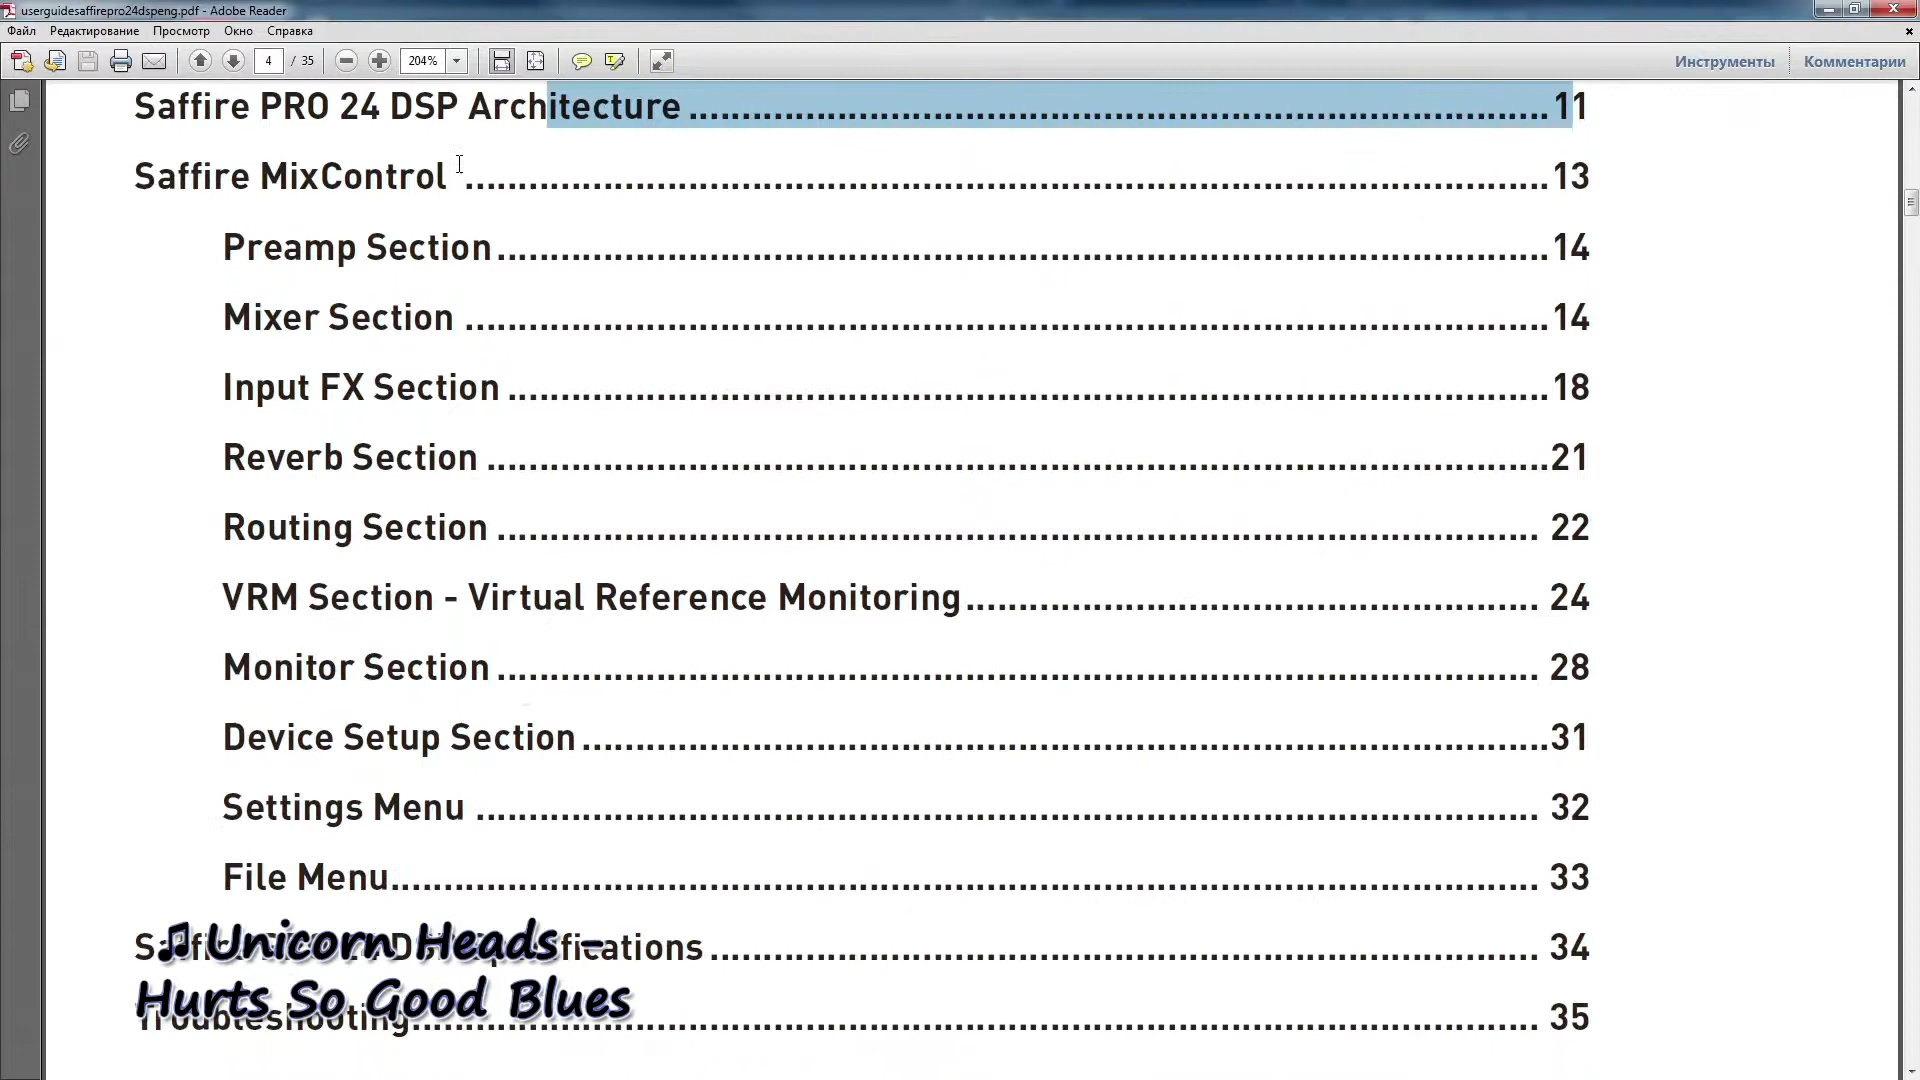 userguidesaffirepro24dspeng.pdf - Adobe Reader
Файл Редактирование Просмотр Окно Справка
4 / 35 204% Инструменты Комментарии
Saffire PRO 24 DSP Architecture 11
Saffire MixControl 13
Preamp Section 14
Mixer Section 14
Input FX Section 18
Reverb Section 21
Routing Section 22
VRM Section - Virtual Reference Monitoring 24
Monitor Section 28
Device Setup Section 31
Settings Menu 32
File Menu 33
♫ Unicorn Heads -
34
Hurts So Good Blues
Troubleshooting 35